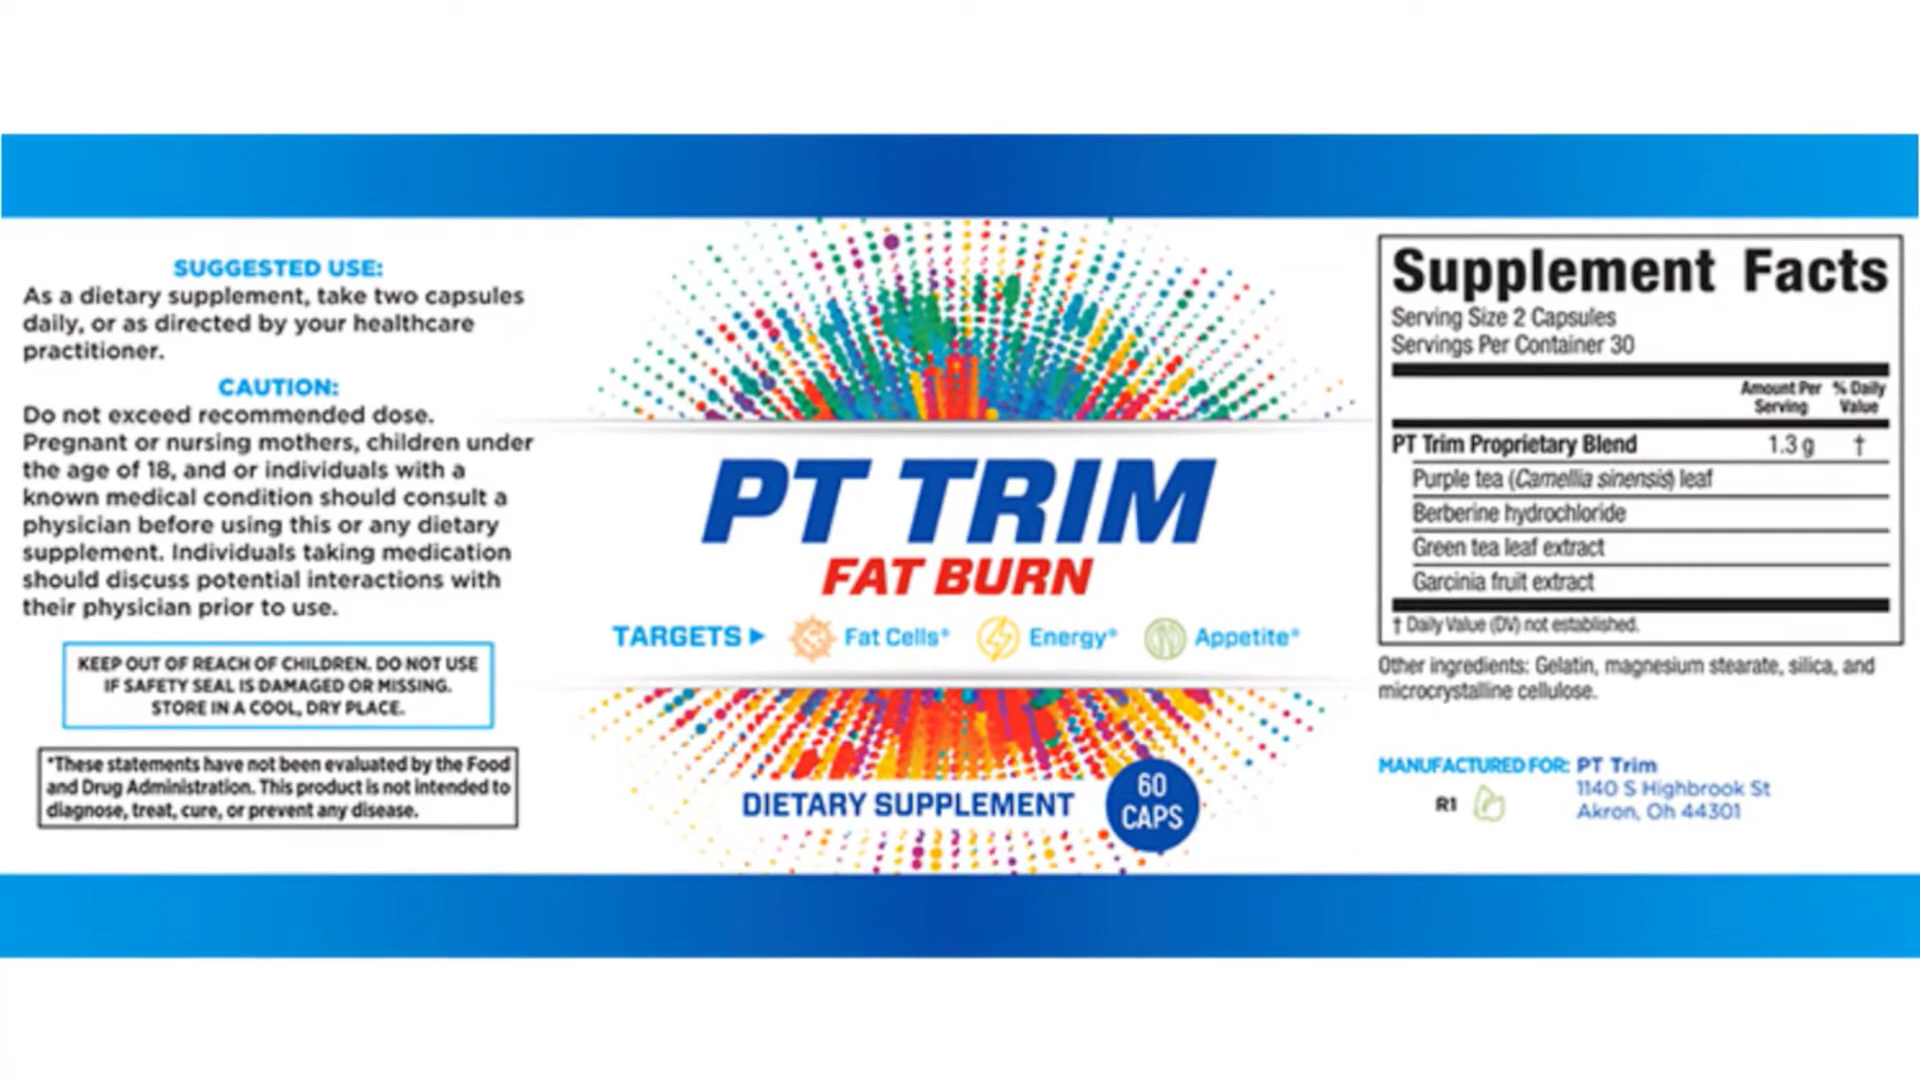 SUGGESTED USE:
As a dietary supplement, take two capsules
daily, or as directed by your healthcare
practitioner.
CAUTION:
Do not exceed recommended dose.
Pregnant or nursing mothers, children under
the age of 18, and or individuals with a
known medical condition should consult a
physician before using this or any dietary
supplement. Individuals taking medication
should discuss potential interactions with
their physician prior to use.
KEEP OUT OF REACH OF CHILDREN. DO NOT USE
IF SAFETY SEAL IS DAMAGED OR MISSING.
STORE IN A COOL, DRY PLACE.
*These statements have not been evaluated by the Food
and Drug Administration. This product is not intended to
diagnose, treat, cure, or prevent any disease.
PT TRIM
FAT BURN
TARGETS Fat Cells* Energy* Appetite*
DIETARY SUPPLEMENT
60
CAPS
Supplement Facts
Serving Size 2 Capsules
Servings Per Container 30
Amount Per Serving % Daily Value
PT Trim Proprietary Blend 1.3 g †
Purple tea (Camellia sinensis) leaf
Berberine hydrochloride
Green tea leaf extract
Garcinia fruit extract
† Daily Value (DV) not established.
Other ingredients: Gelatin, magnesium stearate, silica, and
microcrystalline cellulose.
MANUFACTURED FOR: PT Trim
1140 S Highbrook St
Akron, Oh 44301
R1